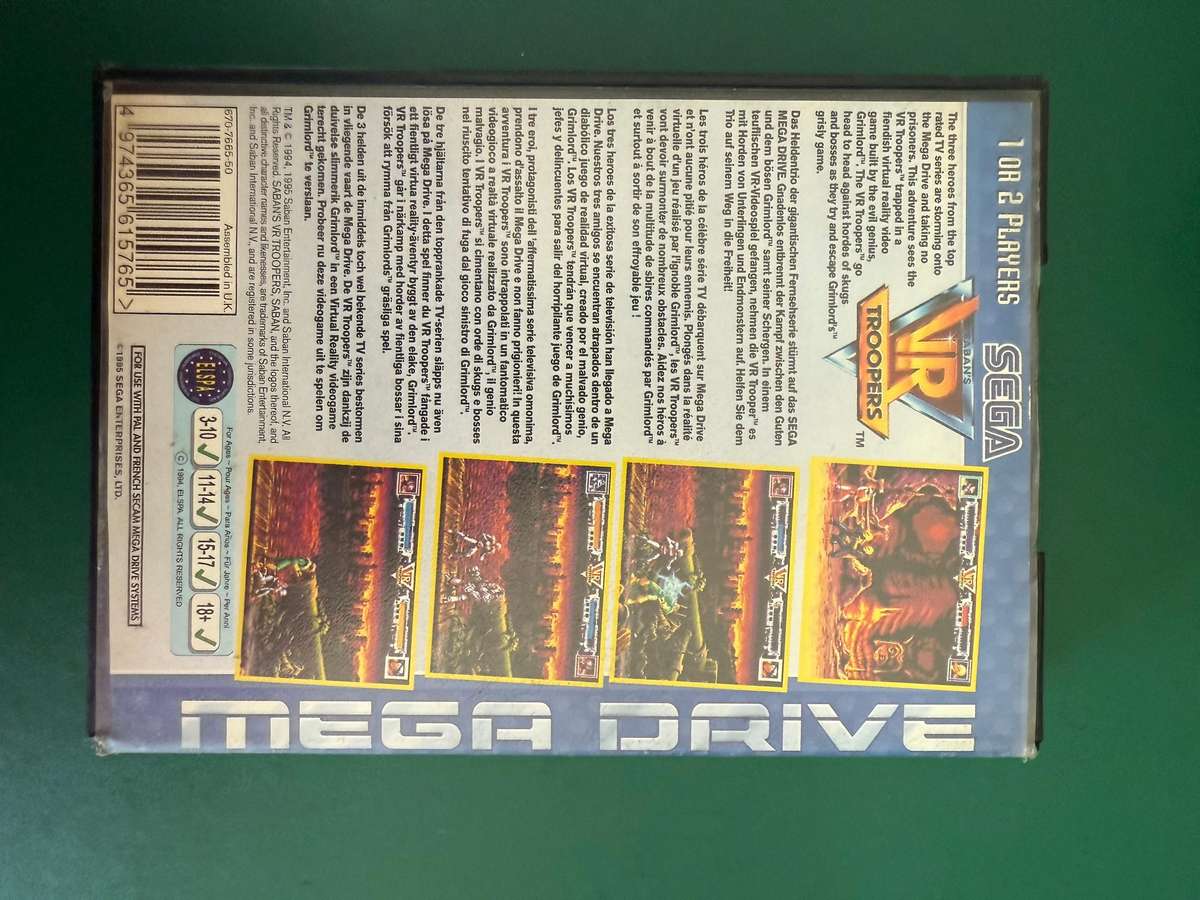 1 OR 2 PLAYERS
SEGA
The three heroes from the top
rated TV series are storming onto
the Mega Drive and taking no
prisoners. This adventure sees the
VR Troopers™ trapped in a
fiendish virtual reality video
game built by the evil genius,
Grimlord™. The VR Troopers™ go
head to head against hordes of skugs
and bosses as they try and escape Grimlord's™
grisly game.
SABAN'S
VR
TROOPERS
TM
Das Heldentrio der gigantischen Fernsehserie stürmt auf das SEGA
MEGA DRIVE. Gnadenlos entbrennt der Kampf zwischen den Guten
und dem bösen Grimlord™ samt seiner Schergen. In einem
teuflischen VR-Videospiel gefangen, nehmen die VR Trooper™ es
mit Horden von Unterlingen und Endmonstern auf. Helfen Sie dem
Trio auf seinem Weg in die Freiheit!
Les trois héros de la célèbre série TV débarquent sur Mega Drive
et n'ont aucune pitié pour leurs ennemis. Plongés dans la réalité
virtuelle d'un jeu réalisé par l'ignoble Grimlord™, les VR Troopers™
vont devoir surmonter de nombreux obstacles. Aidez nos héros à
venir à bout de la multitude de sbires commandés par Grimlord™
et surtout à sortir de son effroyable jeu !
Los tres heroes de la exitosa serie de televisión han llegado a Mega
Drive. Nuestros tres amigos se encuentran atrapados dentro de un
diabólico juego de realidad virtual, creado por el malvado genio,
Grimlord™. Los VR Troopers™ tendrán que vencer a muchísimos
jefes y delincuentes para salir del horripilante juego de Grimlord™.
I tre eroi, protagonisti dell 'affermatissima serie televisiva omonima,
prendono d'assalto il Mega Drive e non fanno prigionieri! In questa
avventura i VR Troopers™ sono intrappolati in un fantomatico
videogioco a realtà virtuale realizzato da Grimlord™, il genio
malvagio. I VR Troopers™ si cimentano con orde di skugs e bosses
nel riuscito tentativo di fuga dal gioco sinistro di Grimlord™.
De tre hjältarna från den topprankade TV-serien släpps nu även
lösa på Mega Drive. I detta spel finner du VR Troopers™ fångade i
ett fientligt virtua reality-äventyr byggt av den elake, Grimlord™.
VR Troopers™ går i närkamp med horder av fientliga bossar i sina
försök att rymma från Grimlords™ gräsliga spel.
De 3 helden uit de inmiddels toch wel bekende TV series bestormen
in vliegende vaart de Mega Drive. De VR Troopers™ zijn dankzij de
duivelse slimmerik Grimlord™ in een Virtual Reality videogame
terecht gekomen. Probeer nu deze videogame uit te spelen om
Grimlord™ te verslaan.
TM & © 1994, 1995 Saban Entertainment, Inc. and Saban International N.V. All
Rights Reserved. SABAN'S VR TROOPERS, SABAN, and the logos thereof, and
all distinctive character names and likenesses, are trademarks of Saban Entertainment,
Inc. and Saban International N.V., and are registered in some jurisdictions.
670-7665-50
Assembled in U.K.
4 974365 615765 >
©1995 SEGA ENTERPRISES, LTD.
FOR USE WITH PAL AND FRENCH SECAM MEGA DRIVE SYSTEMS
ELSPA
For Ages ~ Pour Ages ~ Para Años ~ Für Jahre ~ Per Anni
3-10 ✓
11-14 ✓
15-17 ✓
18+ ✓
© 1994, ELSPA. ALL RIGHTS RESERVED
VR
VR
VR
VR
MEGA DRIVE